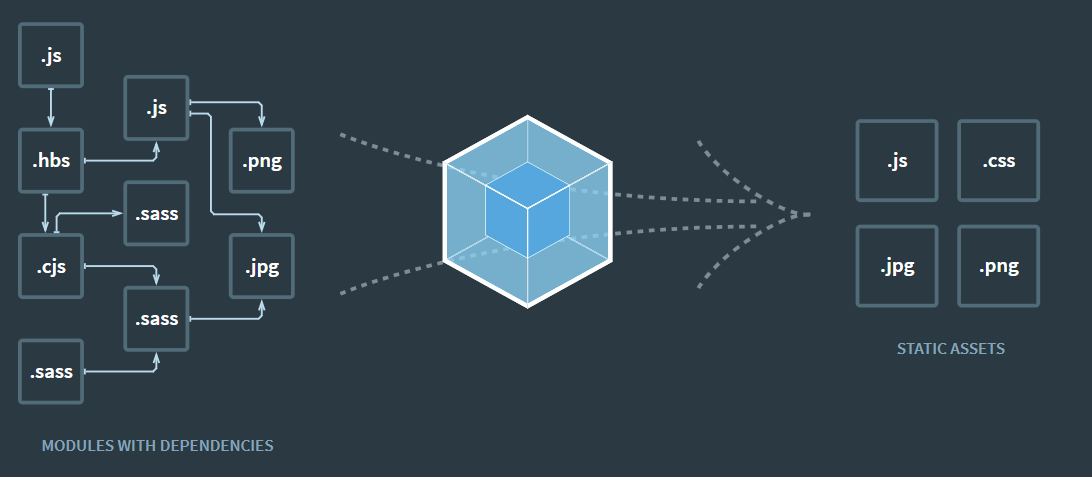 .js
.js
.hbs
.png
.sass
.cjs
.jpg
.sass
.sass
MODULES WITH DEPENDENCIES
.js
.css
.jpg
.png
STATIC ASSETS